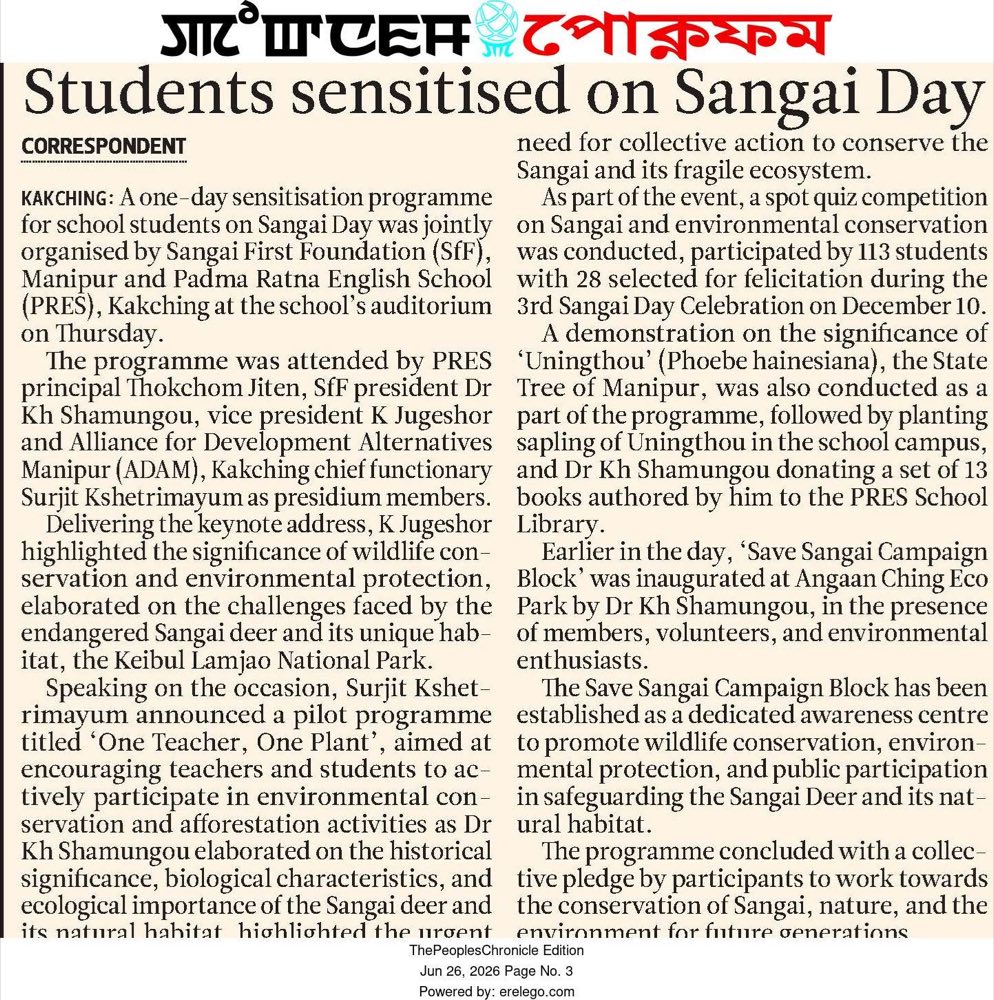 পোক্নফম
Students sensitised on Sangai Day
CORRESPONDENT
KAKCHING: A one-day sensitisation programme
for school students on Sangai Day was jointly
organised by Sangai First Foundation (SfF),
Manipur and Padma Ratna English School
(PRES), Kakching at the school's auditorium
on Thursday.
The programme was attended by PRES
principal Thokchom Jiten, SfF president Dr
Kh Shamungou, vice president K Jugeshor
and Alliance for Development Alternatives
Manipur (ADAM), Kakching chief functionary
Surjit Kshetrimayum as presidium members.
Delivering the keynote address, K Jugeshor
highlighted the significance of wildlife con-
servation and environmental protection,
elaborated on the challenges faced by the
endangered Sangai deer and its unique hab-
itat, the Keibul Lamjao National Park.
Speaking on the occasion, Surjit Kshet-
rimayum announced a pilot programme
titled 'One Teacher, One Plant', aimed at
encouraging teachers and students to ac-
tively participate in environmental con-
servation and afforestation activities as Dr
Kh Shamungou elaborated on the historical
significance, biological characteristics, and
ecological importance of the Sangai deer and
its natural habitat, highlighted the urgent
need for collective action to conserve the
Sangai and its fragile ecosystem.
As part of the event, a spot quiz competition
on Sangai and environmental conservation
was conducted, participated by 113 students
with 28 selected for felicitation during the
3rd Sangai Day Celebration on December 10.
A demonstration on the significance of
'Uningthou' (Phoebe hainesiana), the State
Tree of Manipur, was also conducted as a
part of the programme, followed by planting
sapling of Uningthou in the school campus,
and Dr Kh Shamungou donating a set of 13
books authored by him to the PRES School
Library.
Earlier in the day, 'Save Sangai Campaign
Block' was inaugurated at Angaan Ching Eco
Park by Dr Kh Shamungou, in the presence
of members, volunteers, and environmental
enthusiasts.
The Save Sangai Campaign Block has been
established as a dedicated awareness centre
to promote wildlife conservation, environ-
mental protection, and public participation
in safeguarding the Sangai Deer and its nat-
ural habitat.
The programme concluded with a collec-
tive pledge by participants to work towards
the conservation of Sangai, nature, and the
environment for future generations
ThePeoplesChronicle Edition
Jun 26, 2026 Page No. 3
Powered by: erelego.com